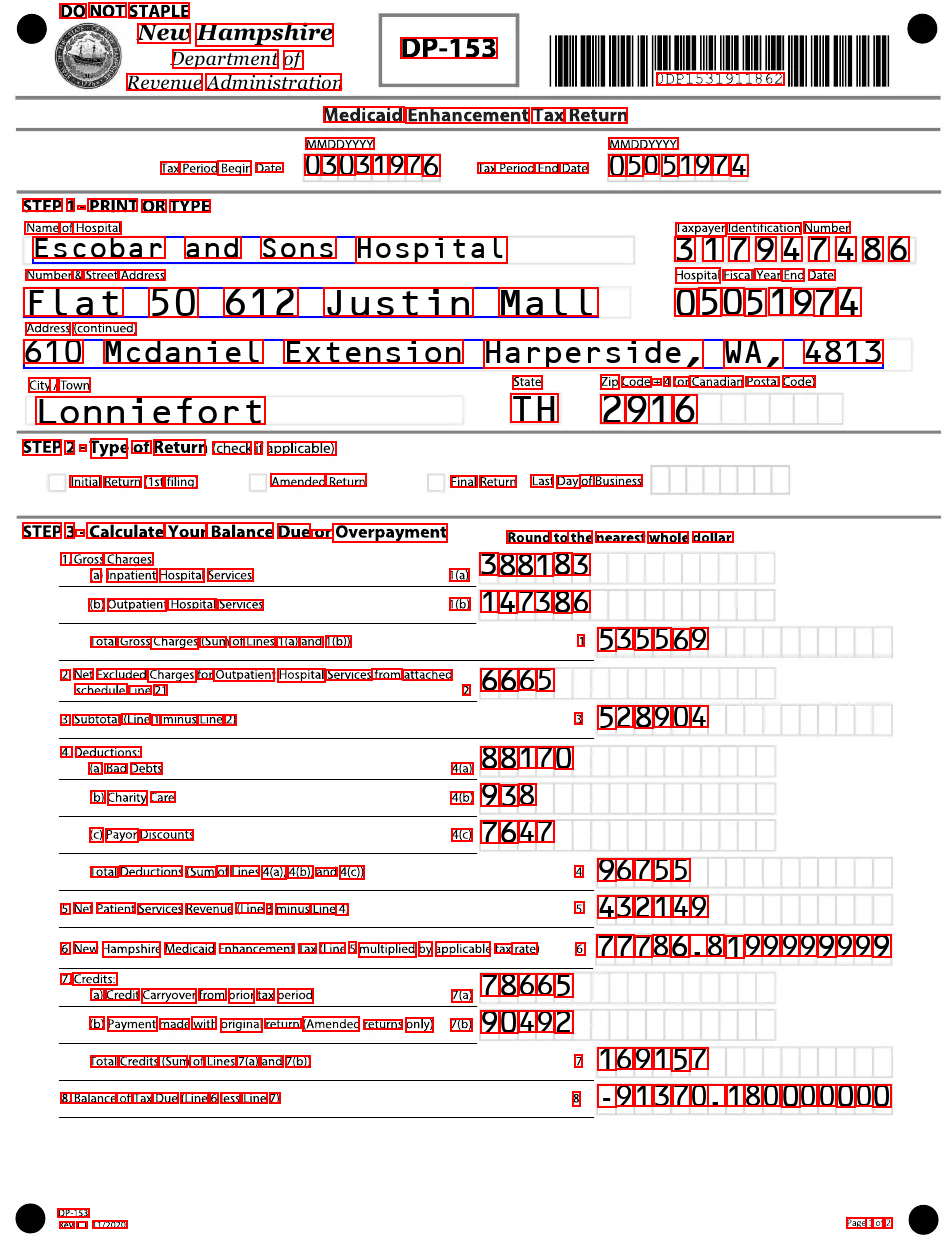 DO NOT STAPLE
New Hampshire
Department of
Revenue Administration
DP-153
0DP1531911862
Medicaid Enhancement Tax Return
MMDDYYYY MMDDYYYY
Tax Period Begin Date 03031976 Tax Period End Date 05051974
STEP 1 - PRINT OR TYPE
Name of Hospital Taxpayer Identification Number
Escobar and Sons Hospital 317947486
Number & Street Address Hospital Fiscal Year End Date
Flat 50 612 Justin Mall 05051974
Address (continued)
610 Mcdaniel Extension Harperside, WA, 4813
City / Town State Zip Code + 4 (or Canadian Postal Code)
Lonniefort TH 2916
STEP 2 - Type of Return (check if applicable)
Initial Return (1st filing Amended Return Final Return Last Day of Business
STEP 3 - Calculate Your Balance Due or Overpayment Round to the nearest whole dollar
1. Gross Charges
a) Inpatient Hospital Services 1(a) 388183
(b) Outpatient Hospital Services 1(b) 147386
Total Gross Charges (Sum of Lines 1(a) and 1(b)) 1 535569
2. Net Excluded Charges for Outpatient Hospital Services from attached
schedule Line 21 2 6665
3. Subtotal (Line 1 minus Line 2) 3 528904
4. Deductions:
(a) Bad Debts 4(a) 88170
(b) Charity Care 4(b) 938
(c) Payor Discounts 4(c) 7647
Total Deductions (Sum of Lines 4(a), 4(b), and 4(c)) 4 96755
5. Net Patient Services Revenue (Line 3 minus Line 4) 5 432149
6. New Hampshire Medicaid Enhancement Tax (Line 5 multiplied by applicable tax rate) 6 77786.8199999999
7. Credits:
a) Credit Carryover from prior tax period 7(a) 78665
(b) Payment made with original return (Amended returns only) 7(b) 90492
Total Credits (Sum of Lines 7(a) and 7(b)) 7 169157
8. Balance of Tax Due (Line 6 less Line 7) 8 -91370.180000000
DP-153
Rev 11/2020 Page 1 of 2